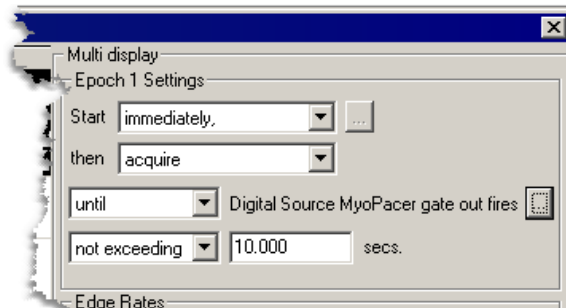 Multi display
Epoch 1 Settings
Start immediately, ...
then acquire
until Digital Source MyoPacer gate out fires ...
not exceeding 10.000 secs.
Edge Rates